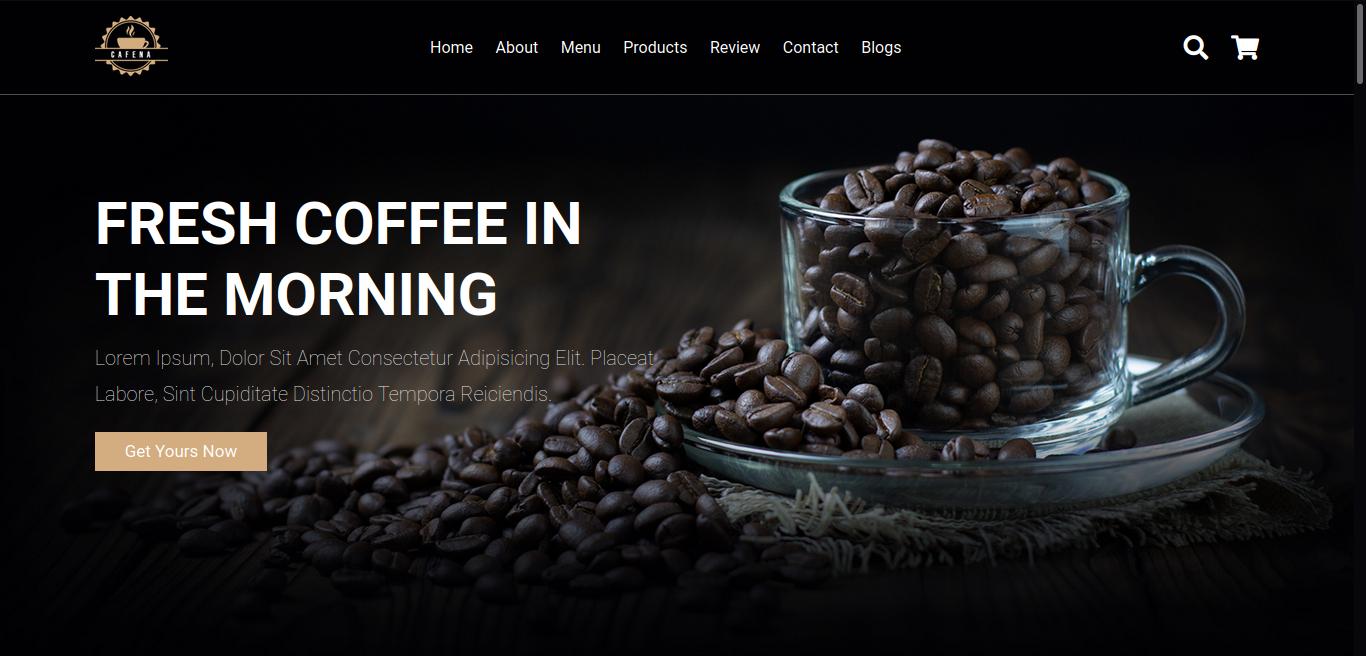 CAFENA
Home About Menu Products Review Contact Blogs
FRESH COFFEE IN
THE MORNING
Lorem Ipsum, Dolor Sit Amet Consectetur Adipisicing Elit. Placeat
Labore, Sint Cupiditate Distinctio Tempora Reiciendis.
Get Yours Now